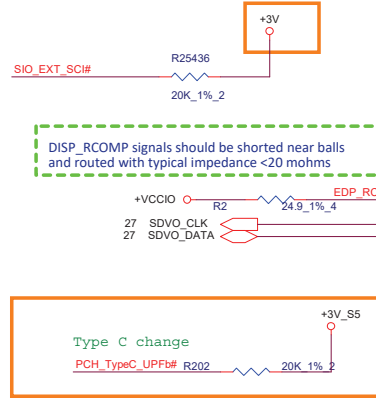 +3V
R25436
SIO_EXT_SCI#
20K_1%_2
DISP_RCOMP signals should be shorted near balls
and routed with typical impedance <20 mohms
+VCCIO R2 24.9_1%_4 EDP_RC
27 SDVO_CLK
27 SDVO_DATA
+3V_S5
Type C change
PCH_TypeC_UPFb# R202 20K_1%_2